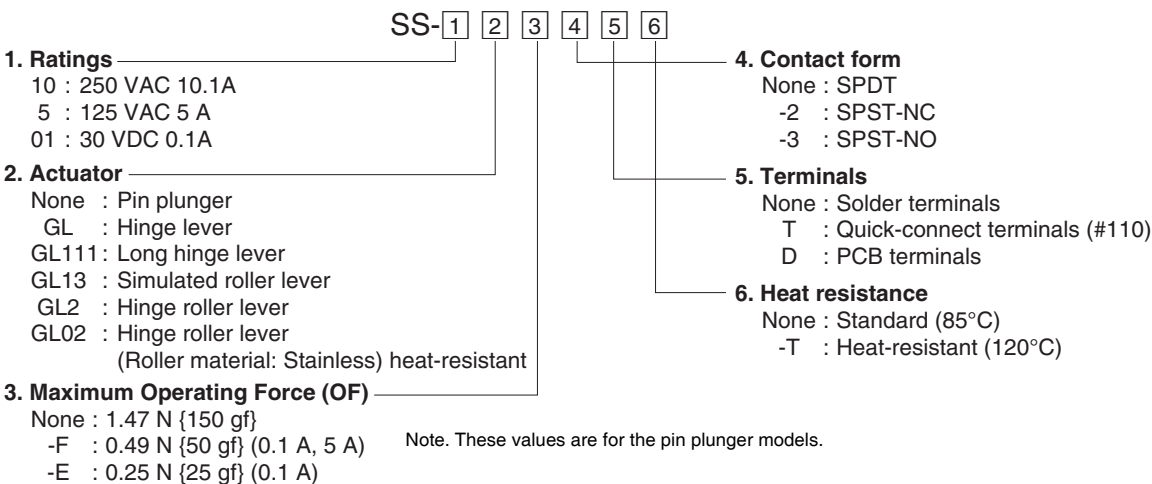 SS-1 2 3 4 5 6
1. Ratings
10 : 250 VAC 10.1A
5 : 125 VAC 5 A
01 : 30 VDC 0.1A
2. Actuator
None : Pin plunger
GL : Hinge lever
GL111 : Long hinge lever
GL13 : Simulated roller lever
GL2 : Hinge roller lever
GL02 : Hinge roller lever
(Roller material: Stainless) heat-resistant
3. Maximum Operating Force (OF)
None : 1.47 N {150 gf}
-F : 0.49 N {50 gf} (0.1 A, 5 A)
-E : 0.25 N {25 gf} (0.1 A)
Note. These values are for the pin plunger models.
4. Contact form
None : SPDT
-2 : SPST-NC
-3 : SPST-NO
5. Terminals
None : Solder terminals
T : Quick-connect terminals (#110)
D : PCB terminals
6. Heat resistance
None : Standard (85°C)
-T : Heat-resistant (120°C)